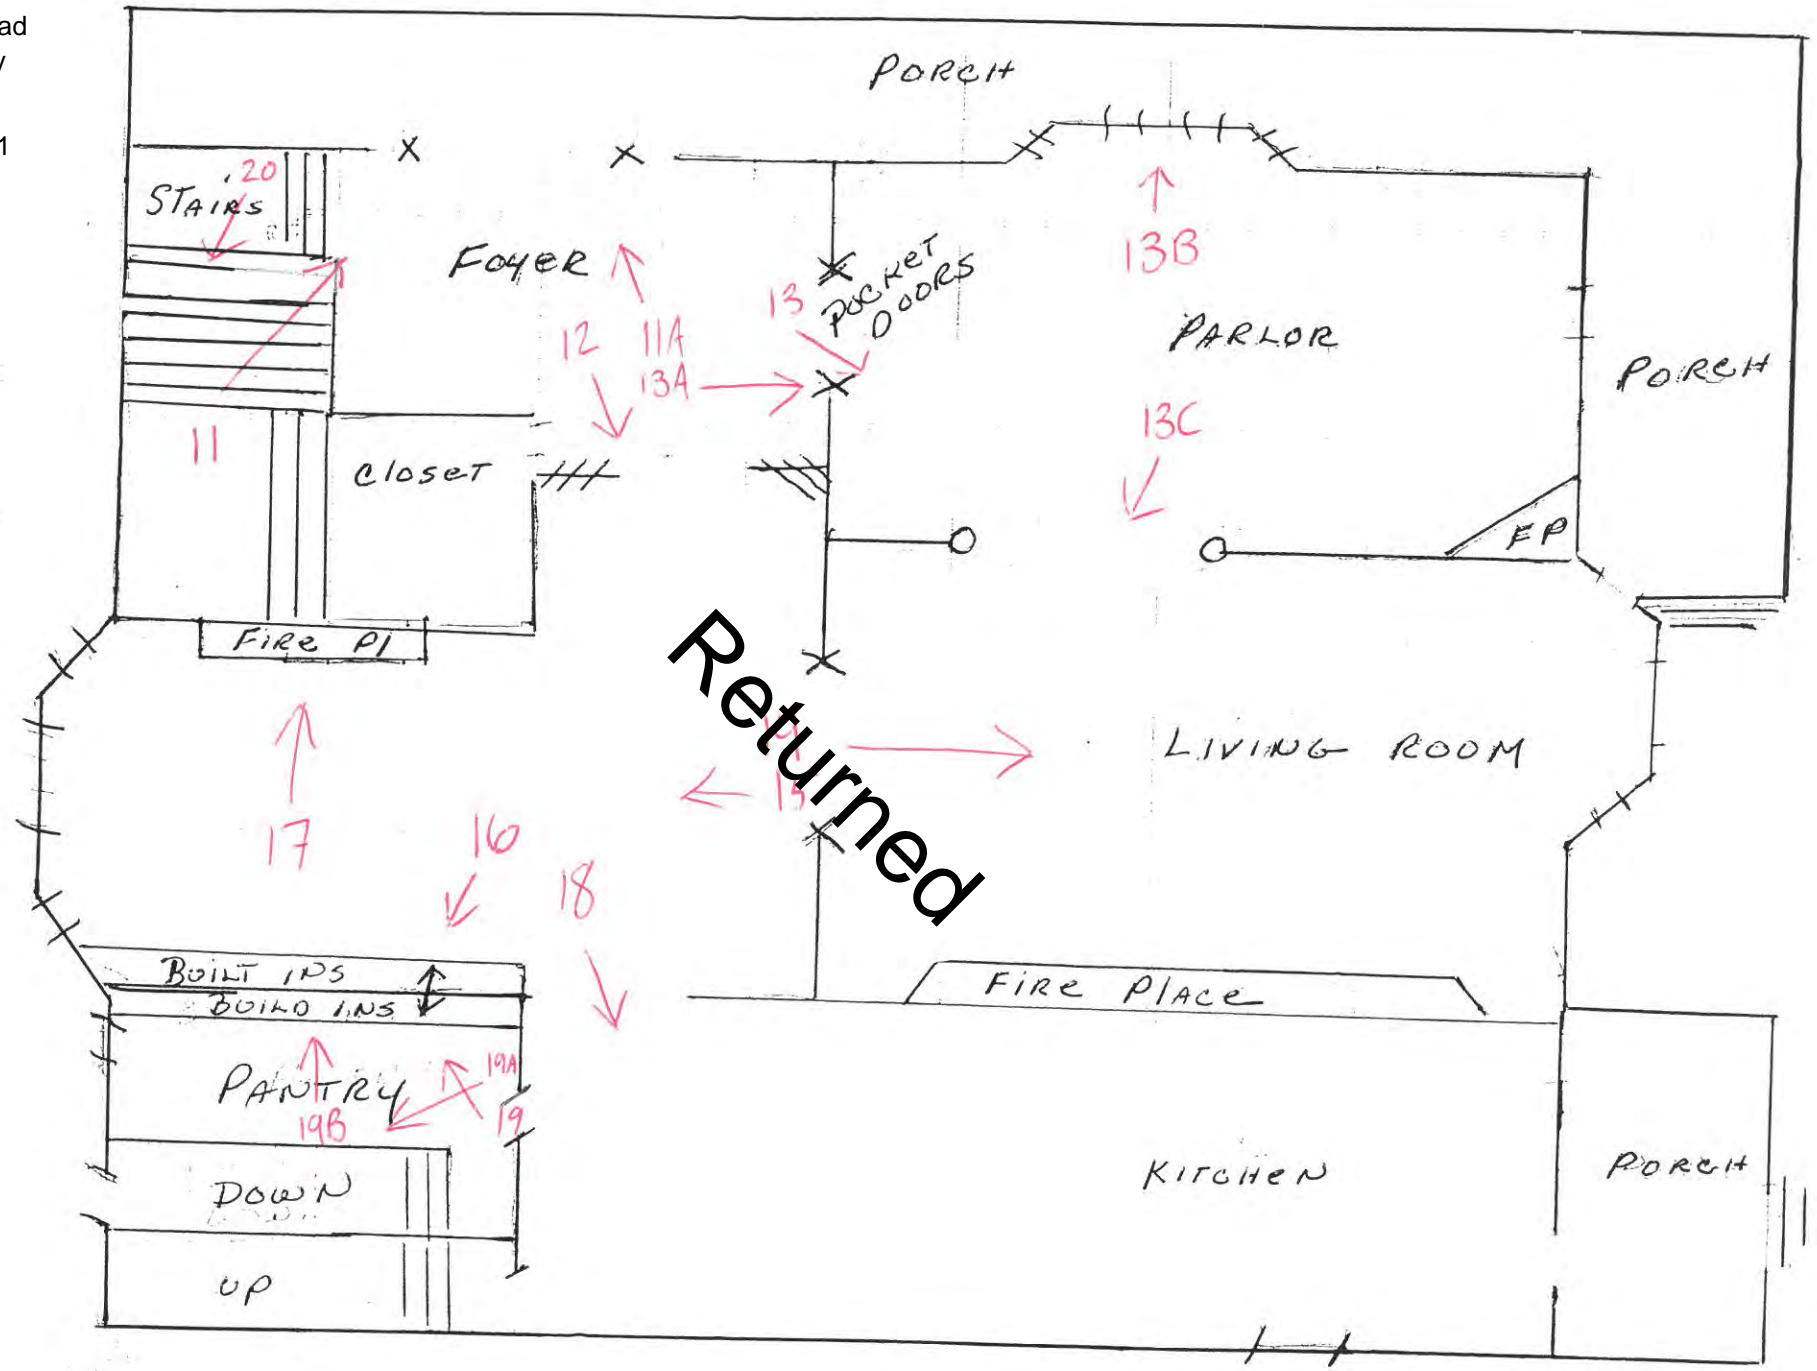 ad
1
PORCH
.20
STAIRS
FOYER
13B
13
POCKET
DOORS
12
11A
13A
PARLOR
PORCH
13C
11
CLOSET
FP
FIRE Pl
Returned
LIVING ROOM
15
17
16
18
BUILT INS
BUILD INS
FIRE PLACE
PANTRY
19A
19B
19
DOWN
KITCHEN
PORCH
UP